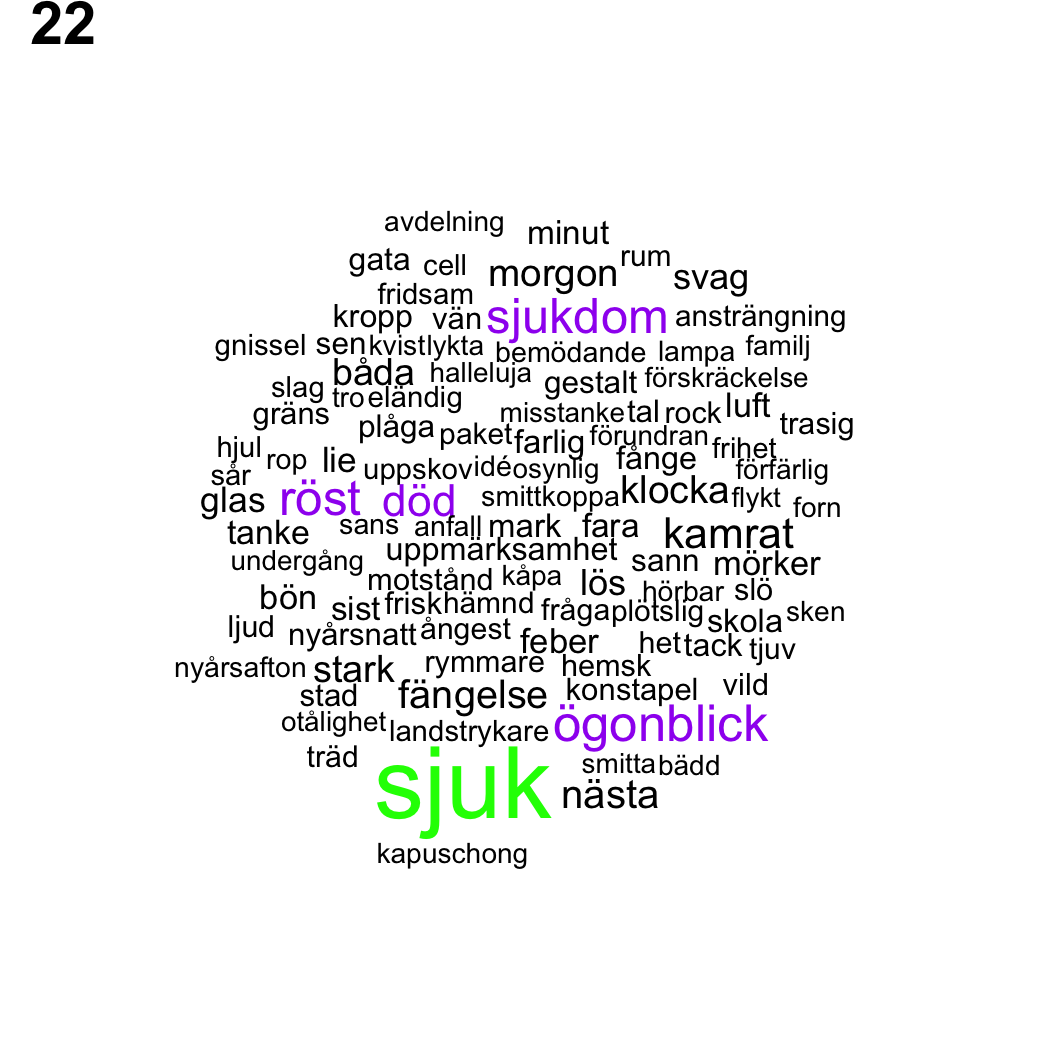 22
avdelning minut
gata cell morgon rum svag
fridsam
kropp vän sjukdom ansträngning
gnissel sen kvist lykta bemödande lampa familj
båda halleluja gestalt förskräckelse
slag tro eländig
gräns misstanke tal rock luft trasig
plåga paket farlig förundran frihet
hjul rop lie uppskov idé osynlig fånge förfärlig
sår
glas röst död smittkoppa klocka flykt forn
tanke sans anfall mark fara kamrat
undergång uppmärksamhet sann mörker
motstånd kåpa lös hörbar slö
bön sist frisk hämnd fråga plötslig skola sken
ljud nyårsnatt ångest feber het tack tjuv
nyårsafton stark rymmare hemsk
stad fängelse konstapel vild
otålighet landstrykare ögonblick
träd sjuk smitta bädd
nästa
kapuschong